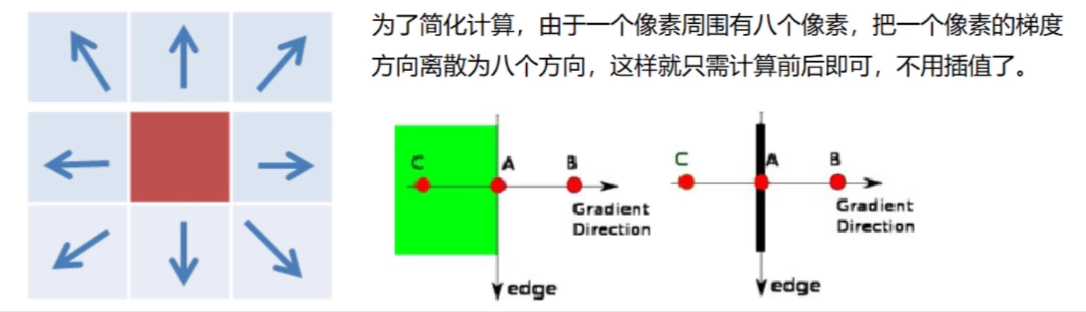 为了简化计算，由于一个像素周围有八个像素，把一个像素的梯度
方向离散为八个方向，这样就只需计算前后即可，不用插值了。
C
A
B
Gradient
Direction
edge
C
A
B
Gradient
Direction
edge